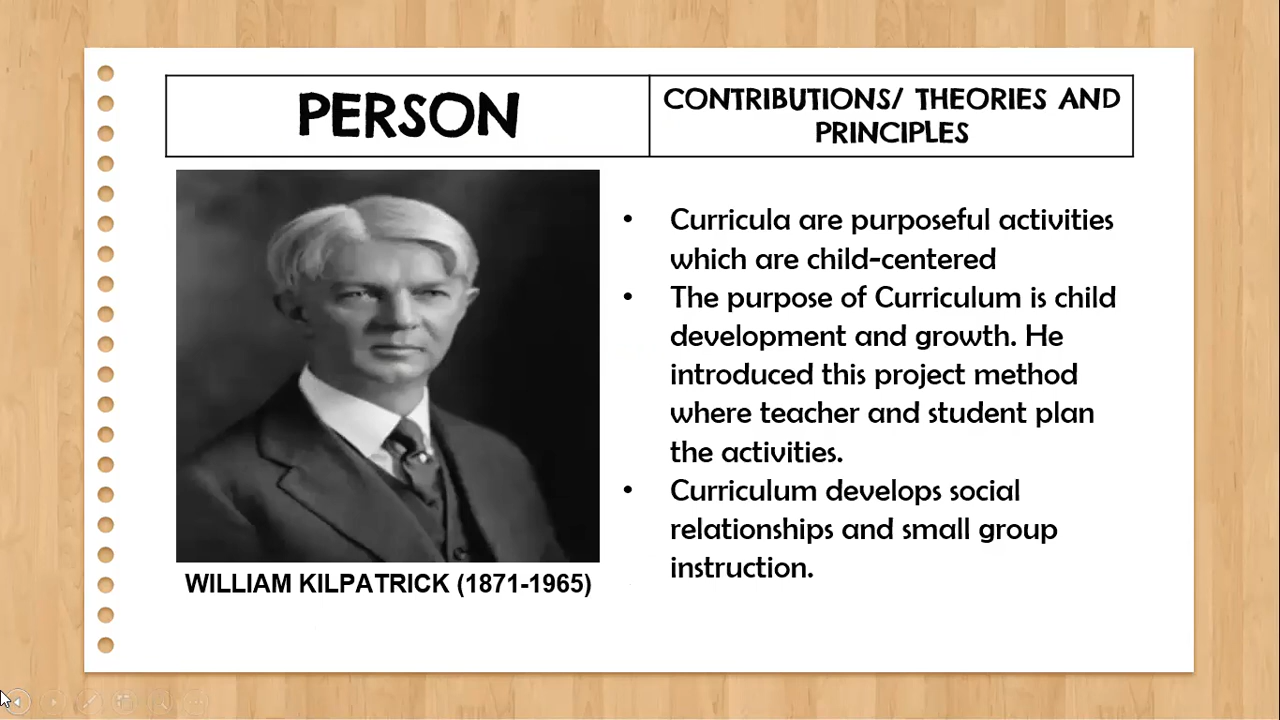 PERSON
CONTRIBUTIONS/ THEORIES AND
PRINCIPLES
• Curricula are purposeful activities
which are child-centered
• The purpose of Curriculum is child
development and growth. He
introduced this project method
where teacher and student plan
the activities.
• Curriculum develops social
relationships and small group
instruction.
WILLIAM KILPATRICK (1871-1965)